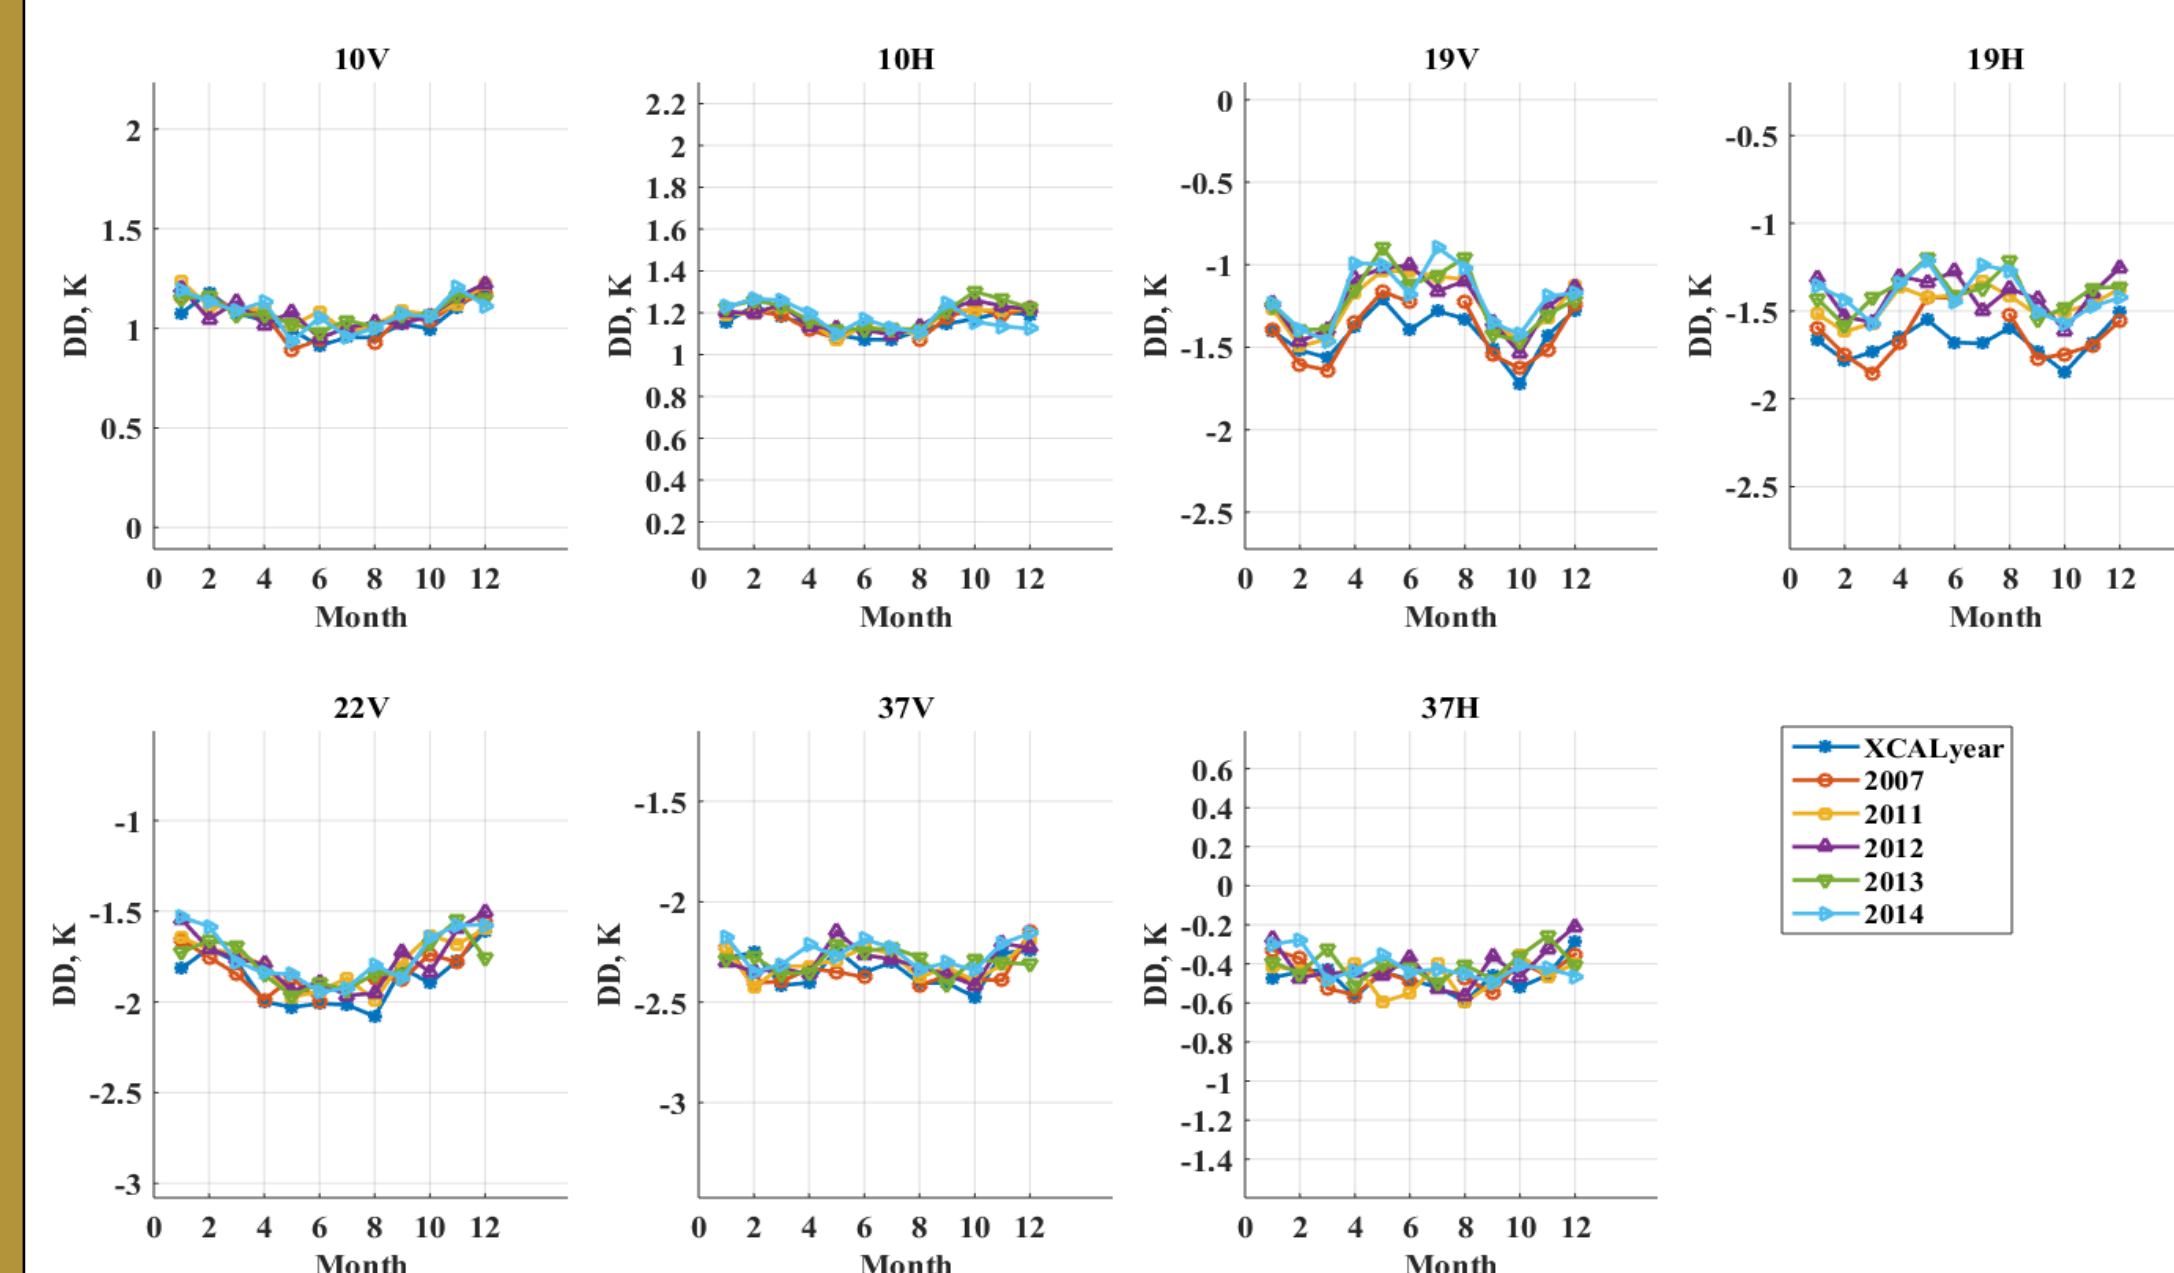 10V 10H 19V 19H
2 1.5 1 0.5 0
DD, K
0 2 4 6 8 10 12
Month
2.2 2 1.8 1.6 1.4 1.2 1 0.8 0.6 0.4 0.2
DD, K
0 2 4 6 8 10 12
Month
0 -0.5 -1 -1.5 -2 -2.5
DD, K
0 2 4 6 8 10 12
Month
-0.5 -1 -1.5 -2 -2.5
DD, K
0 2 4 6 8 10 12
Month
22V 37V 37H
-1 -1.5 -2 -2.5 -3
DD, K
0 2 4 6 8 10 12
Month
-1.5 -2 -2.5 -3
DD, K
0 2 4 6 8 10 12
Month
0.6 0.4 0.2 0 -0.2 -0.4 -0.6 -0.8 -1 -1.2 -1.4
DD, K
0 2 4 6 8 10 12
Month
XCALyear
2007
2011
2012
2013
2014